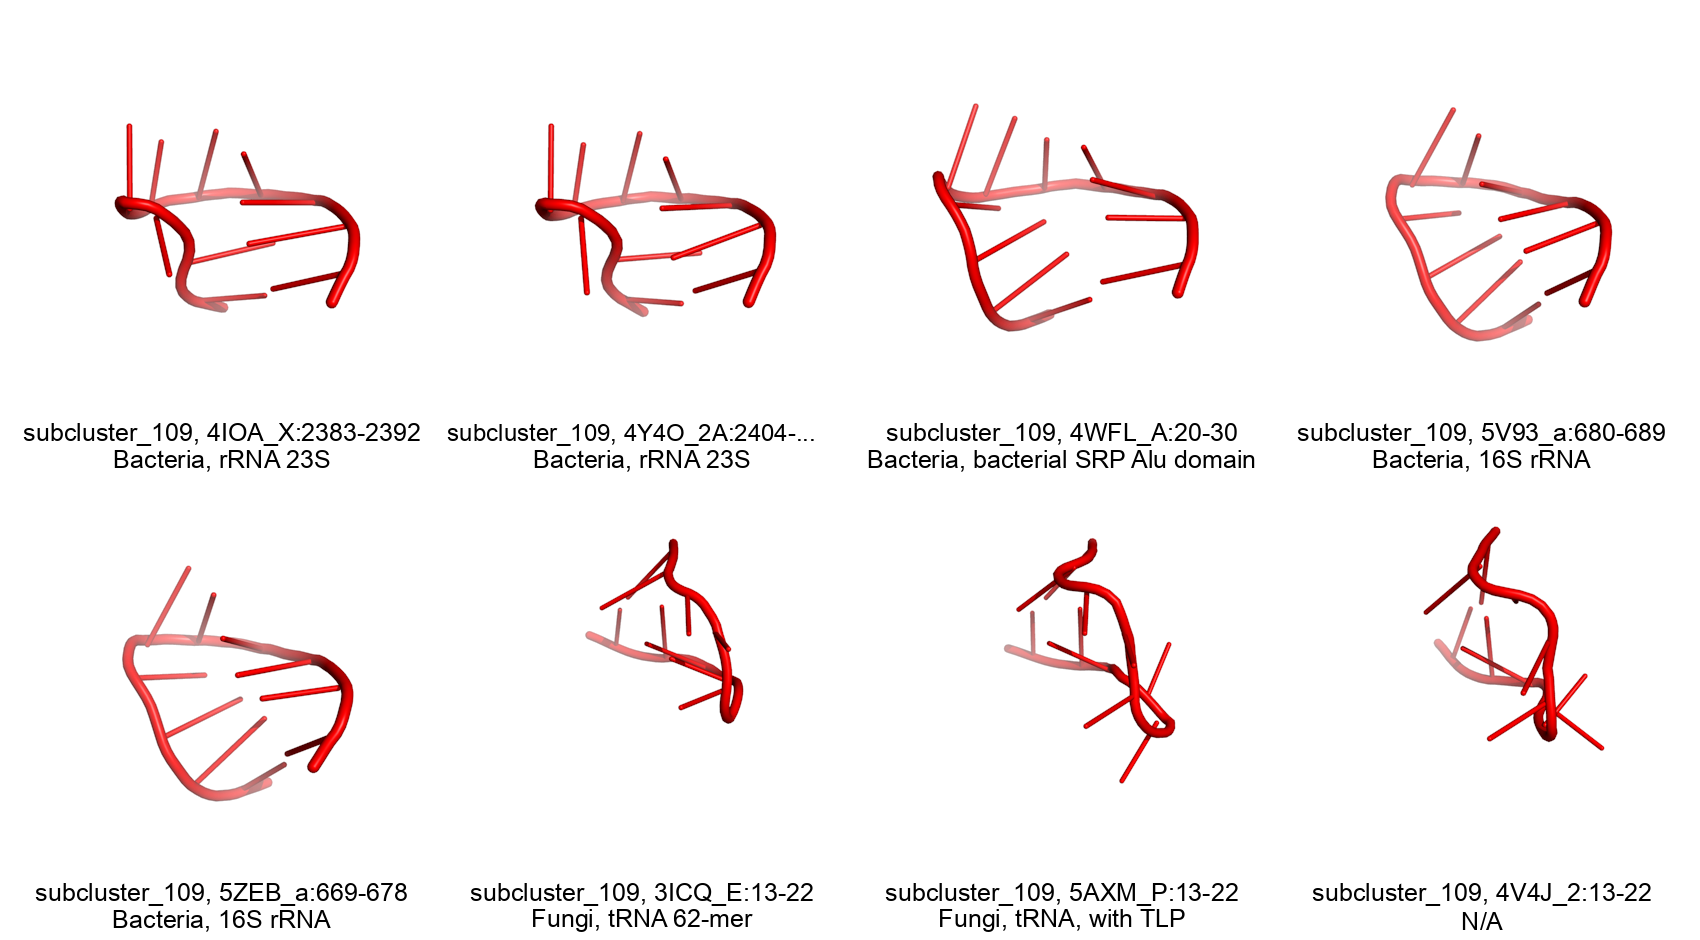 subcluster_109, 4IOA_X:2383-2392
Bacteria, rRNA 23S
subcluster_109, 4Y4O_2A:2404-...
Bacteria, rRNA 23S
subcluster_109, 4WFL_A:20-30
Bacteria, bacterial SRP Alu domain
subcluster_109, 5V93_a:680-689
Bacteria, 16S rRNA
subcluster_109, 5ZEB_a:669-678
Bacteria, 16S rRNA
subcluster_109, 3ICQ_E:13-22
Fungi, tRNA 62-mer
subcluster_109, 5AXM_P:13-22
Fungi, tRNA, with TLP
subcluster_109, 4V4J_2:13-22
N/A